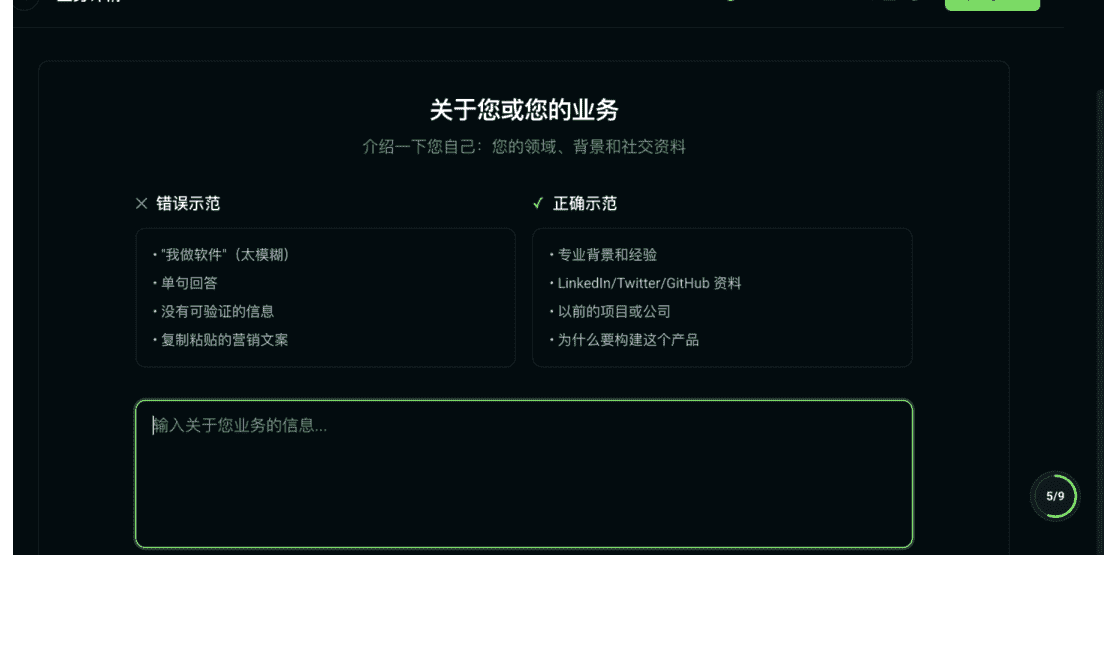 关于您或您的业务
介绍一下您自己：您的领域、背景和社交资料
错误示范
• "我做软件"（太模糊）
• 单句回答
• 没有可验证的信息
• 复制粘贴的营销文案
正确示范
• 专业背景和经验
• LinkedIn/Twitter/GitHub 资料
• 以前的项目或公司
• 为什么要构建这个产品
输入关于您业务的信息...
5/9